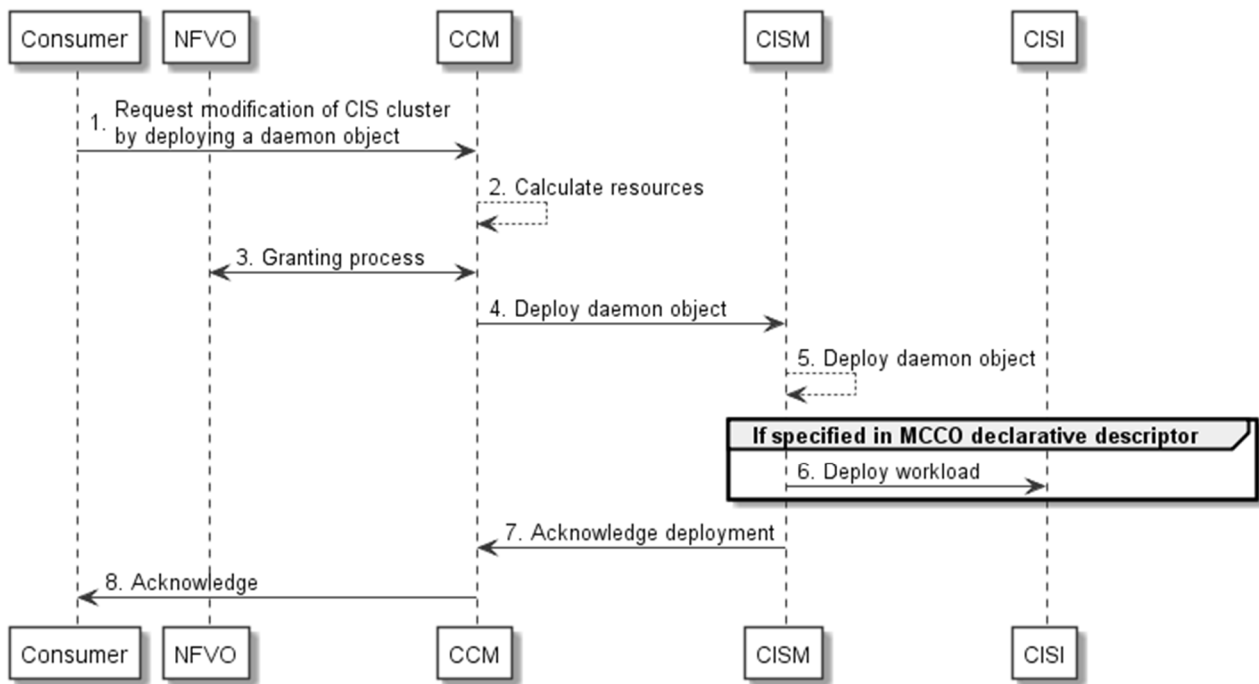 Consumer NFVO CCM CISM CISI
1. Request modification of CIS cluster
by deploying a daemon object
2. Calculate resources
3. Granting process
4. Deploy daemon object
5. Deploy daemon object
If specified in MCCO declarative descriptor
6. Deploy workload
7. Acknowledge deployment
8. Acknowledge
Consumer NFVO CCM CISM CISI